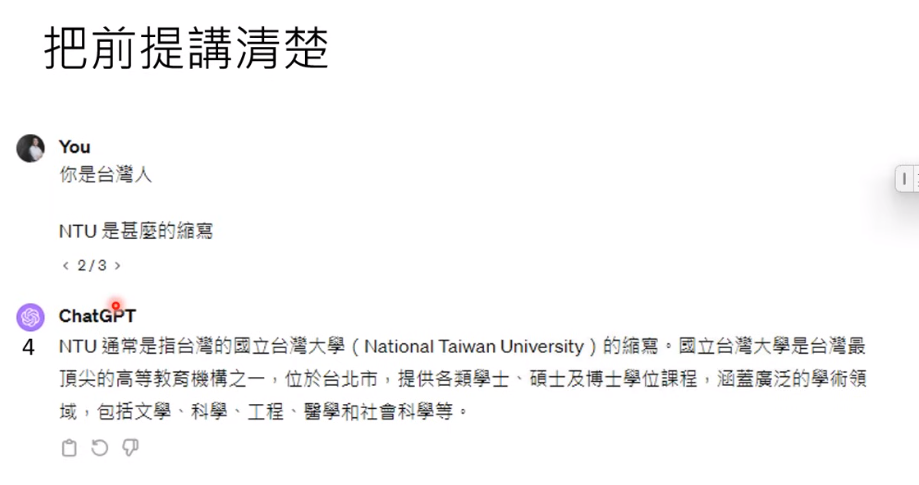 把前提講清楚
You
你是台灣人
NTU 是甚麼的縮寫
< 2/3 >
ChatGPT
4
NTU 通常是指台灣的國立台灣大學（National Taiwan University）的縮寫。國立台灣大學是台灣最
頂尖的高等教育機構之一，位於台北市，提供各類學士、碩士及博士學位課程，涵蓋廣泛的學術領
域，包括文學、科學、工程、醫學和社會科學等。